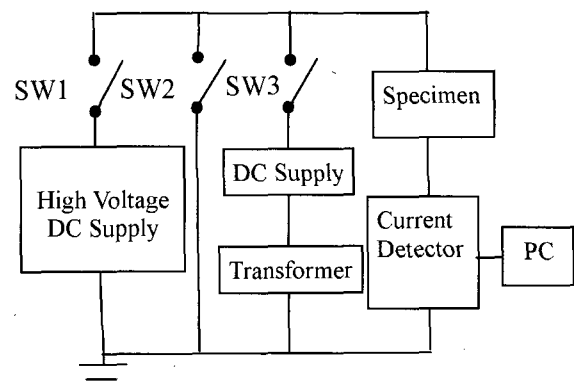 SW1
SW2
SW3
Specimen
High Voltage
DC Supply
DC Supply
Transformer
Current
Detector
PC